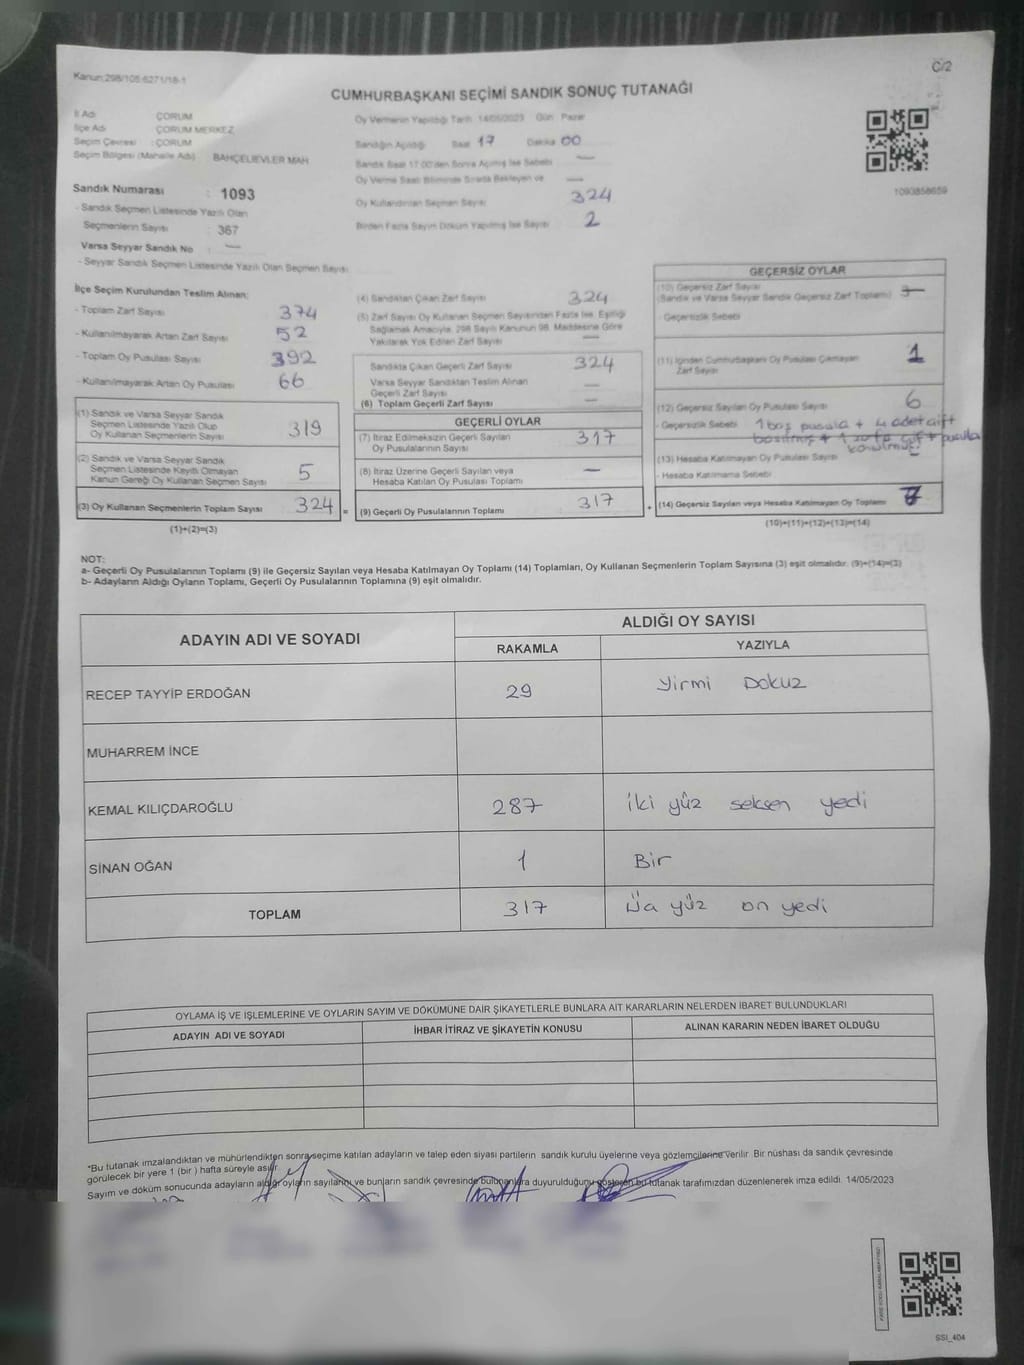 Kanun:298/105 6271/18-1
C/2
CUMHURBAŞKANI SEÇİMİ SANDIK SONUÇ TUTANAĞI
İl Adı : ÇORUM
İlçe Adı : ÇORUM MERKEZ
Seçim Çevresi : ÇORUM
Seçim Bölgesi (Mahalle Adı) BAHÇELİEVLER MAH
Sandık Numarası : 1093
- Sandık Seçmen Listesinde Yazılı Olan
Seçmenlerin Sayısı : 367
Varsa Seyyar Sandık No : —
- Seyyar Sandık Seçmen Listesinde Yazılı Olan Seçmen Sayısı
Oy Vermenin Yapıldığı Tarih 14/05/2023 Gün Pazar
Sandığın Açıldığı Saat 17 Dakika 00
Sandık Saat 17:00'den Sonra Açılmış İse Sebebi —
Oy Verme Saati Bitiminde Sırada Bekleyen ve —
Oy Kullandırılan Seçmen Sayısı 324
Birden Fazla Sayım Döküm Yapılmış İse Sayısı 2
1093858659
İlçe Seçim Kurulundan Teslim Alınan:
- Toplam Zarf Sayısı 374
- Kullanılmayarak Artan Zarf Sayısı 52
- Toplam Oy Pusulası Sayısı 392
- Kullanılmayarak Artan Oy Pusulası 66
(1) Sandık ve Varsa Seyyar Sandık
Seçmen Listesinde Yazılı Olup
Oy Kullanan Seçmenlerin Sayısı 319
(2) Sandık ve Varsa Seyyar Sandık
Seçmen Listesinde Kayıtlı Olmayan
Kanun Gereği Oy Kullanan Seçmen Sayısı 5
(3) Oy Kullanan Seçmenlerin Toplam Sayısı 324 =
(1)+(2)=(3)
(4) Sandıktan Çıkan Zarf Sayısı 324
(5) Zarf Sayısı Oy Kullanan Seçmen Sayısından Fazla İse, Eşitliği
Sağlamak Amacıyla, 298 Sayılı Kanunun 98. Maddesine Göre
Yakılarak Yok Edilen Zarf Sayısı —
Sandıkta Çıkan Geçerli Zarf Sayısı 324
Varsa Seyyar Sandıktan Teslim Alınan
Geçerli Zarf Sayısı —
(6) Toplam Geçerli Zarf Sayısı —
GEÇERLİ OYLAR
(7) İtiraz Edilmeksizin Geçerli Sayılan
Oy Pusulalarının Sayısı 317
(8) İtiraz Üzerine Geçerli Sayılan veya
Hesaba Katılan Oy Pusulası Toplamı —
(9) Geçerli Oy Pusulalarının Toplamı 317 +
GEÇERSİZ OYLAR
(10) Geçersiz Zarf Sayısı
(Sandık ve Varsa Seyyar Sandık Geçersiz Zarf Toplamı)
- Geçersizlik Sebebi
(11) İçinden Cumhurbaşkanı Oy Pusulası Çıkmayan
Zarf Sayısı 1
(12) Geçersiz Sayılan Oy Pusulası Sayısı 6
- Geçersizlik Sebebi 1 boş pusula + 4 adet çift
basılmış + 1 zarfa çift pusula
konulmuş
(13) Hesaba Katılmayan Oy Pusulası Sayısı
- Hesaba Katılmama Sebebi
(14) Geçersiz Sayılan veya Hesaba Katılmayan Oy Toplamı 7
(10)+(11)+(12)+(13)=(14)
NOT:
a- Geçerli Oy Pusulalarının Toplamı (9) ile Geçersiz Sayılan veya Hesaba Katılmayan Oy Toplamı (14) Toplamları, Oy Kullanan Seçmenlerin Toplam Sayısına (3) eşit olmalıdır. (9)+(14)=(3)
b- Adayların Aldığı Oyların Toplamı, Geçerli Oy Pusulalarının Toplamına (9) eşit olmalıdır.
ADAYIN ADI VE SOYADI ALDIĞI OY SAYISI
RAKAMLA YAZIYLA
RECEP TAYYİP ERDOĞAN 29 Yirmi Dokuz
MUHARREM İNCE
KEMAL KILIÇDAROĞLU 287 iki yüz seksen yedi
SİNAN OĞAN 1 Bir
TOPLAM 317 Üç yüz on yedi
OYLAMA İŞ VE İŞLEMLERİNE VE OYLARIN SAYIM VE DÖKÜMÜNE DAİR ŞİKAYETLERLE BUNLARA AİT KARARLARIN NELERDEN İBARET BULUNDUKLARI
ADAYIN ADI VE SOYADI İHBAR İTİRAZ VE ŞİKAYETİN KONUSU ALINAN KARARIN NEDEN İBARET OLDUĞU
*Bu tutanak imzalandıktan ve mühürlendikten sonra seçime katılan adayların ve talep eden siyasi partilerin sandık kurulu üyelerine veya gözlemcilerine verilir. Bir nüshası da sandık çevresinde
görülecek bir yere 1 (bir) hafta süreyle asılır.
Sayım ve döküm sonucunda adayların aldığı oyların sayılarını ve bunların sandık çevresinde bulunanlara duyurulduğunu gösteren bu tutanak tarafımızdan düzenlenerek imza edildi. 14/05/2023
SSI_404